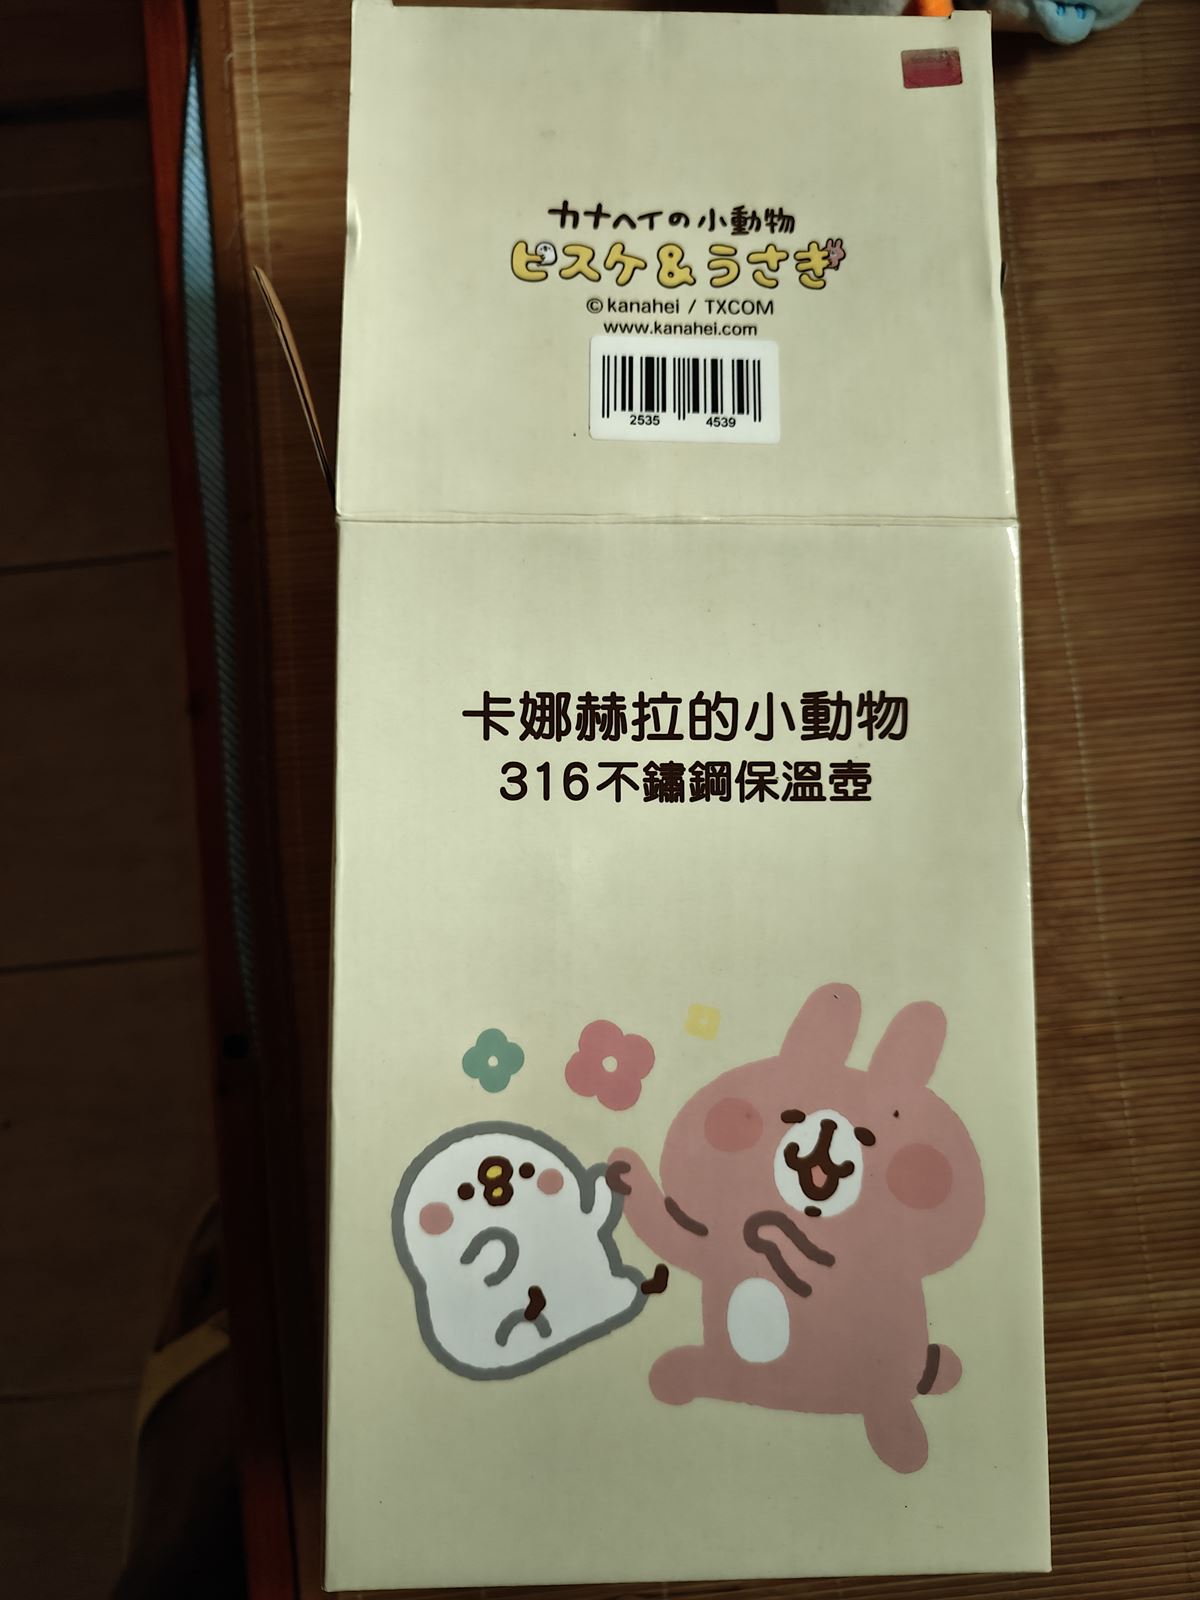 カナヘイの小動物
ピスケ&うさぎ
©kanahei / TXCOM
www.kanahei.com
2535 4539
卡娜赫拉的小動物
316不鏽鋼保溫壺